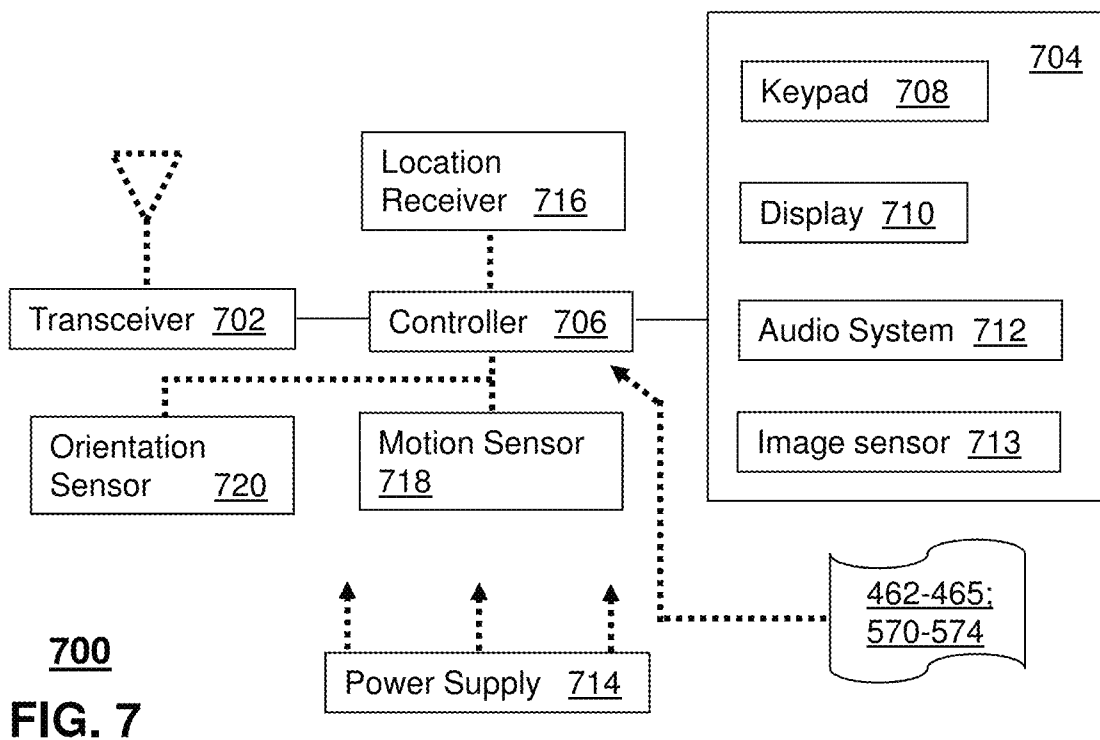 704
Keypad 708
Location
Receiver 716
Display 710
Transceiver 702
Controller 706
Audio System 712
Orientation
Sensor 720
Motion Sensor
718
Image sensor 713
462-465;
570-574
700
Power Supply 714
FIG. 7